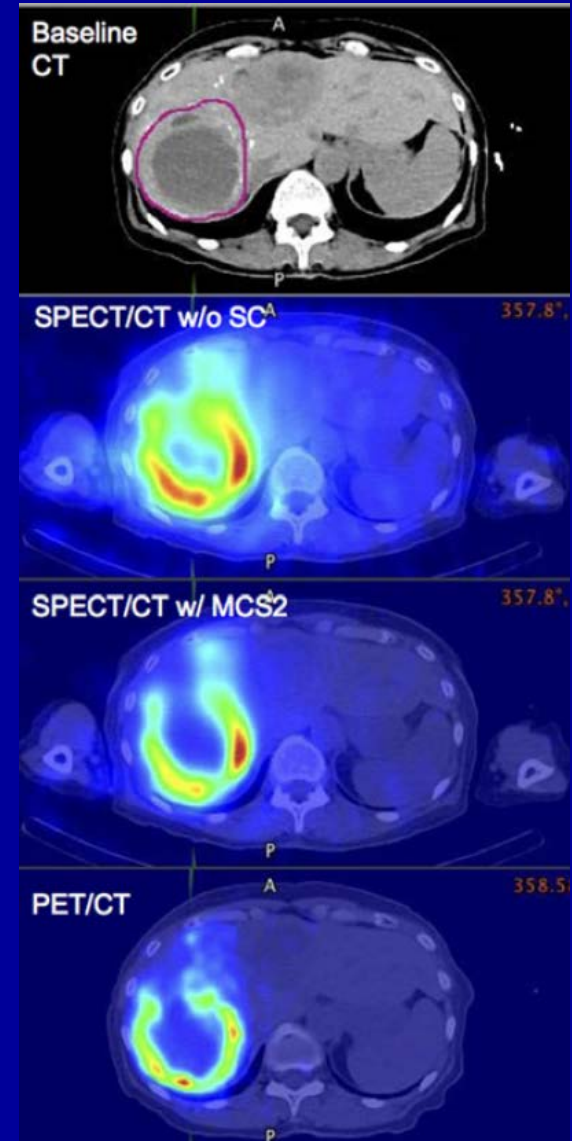 Baseline
CT
A
P
SPECT/CT w/o SC
A
357.8°,
P
SPECT/CT w/ MCS2
A
357.8°,
P
PET/CT
A
358.5
P